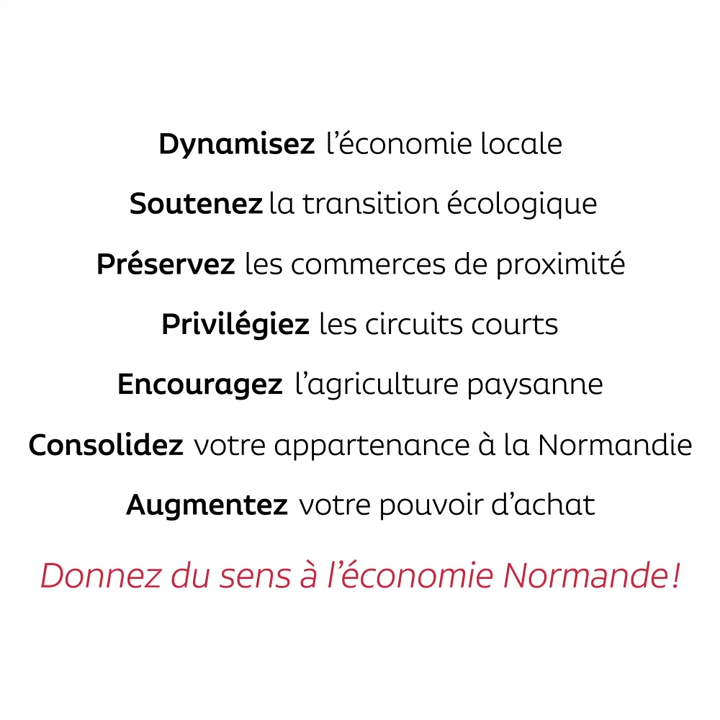 Dynamisez l'économie locale
Soutenez la transition écologique
Préservez les commerces de proximité
Privilégiez les circuits courts
Encouragez l'agriculture paysanne
Consolidez votre appartenance à la Normandie
Augmentez votre pouvoir d'achat
Donnez du sens à l'économie Normande!